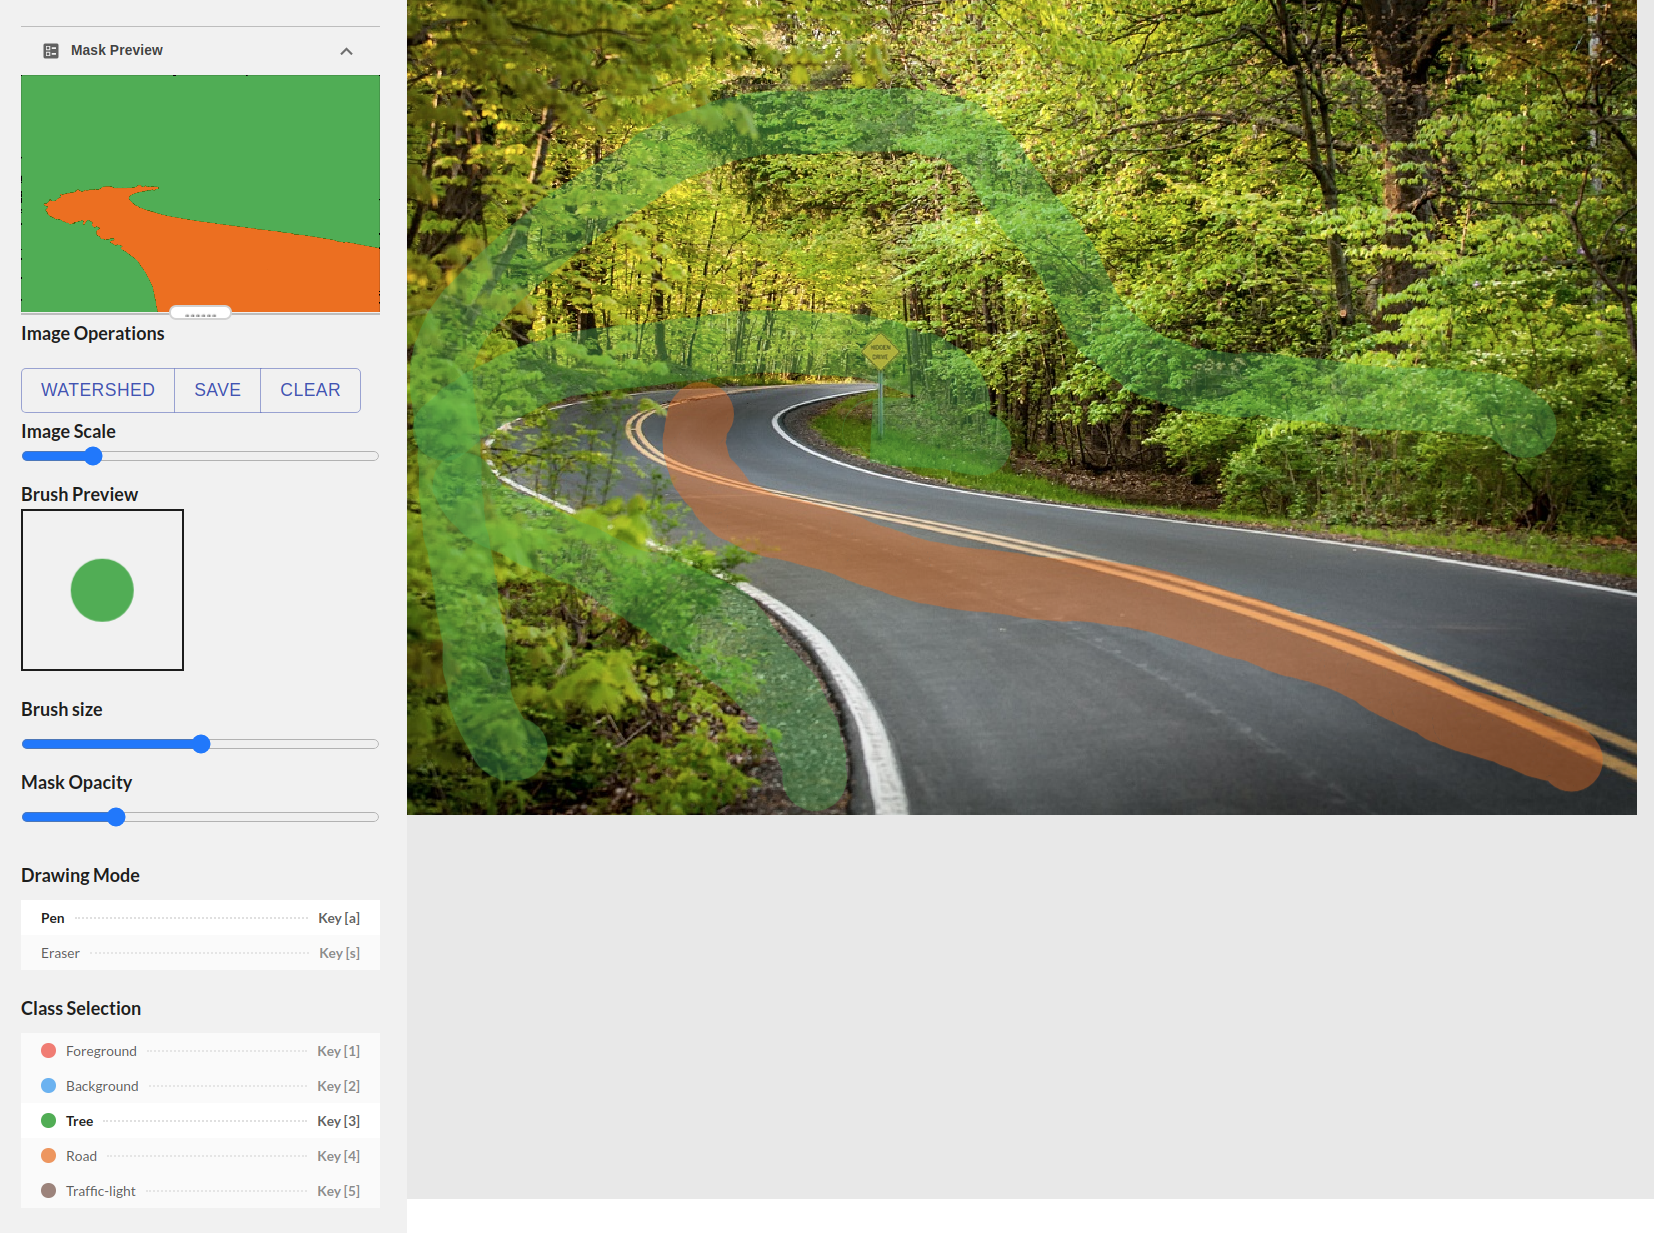 Mask Preview
Image Operations
WATERSHED SAVE CLEAR
Image Scale
Brush Preview
Brush size
Mask Opacity
Drawing Mode
Pen Key [a]
Eraser Key [s]
Class Selection
Foreground Key [1]
Background Key [2]
Tree Key [3]
Road Key [4]
Traffic-light Key [5]
HIDDEN
DRIVE